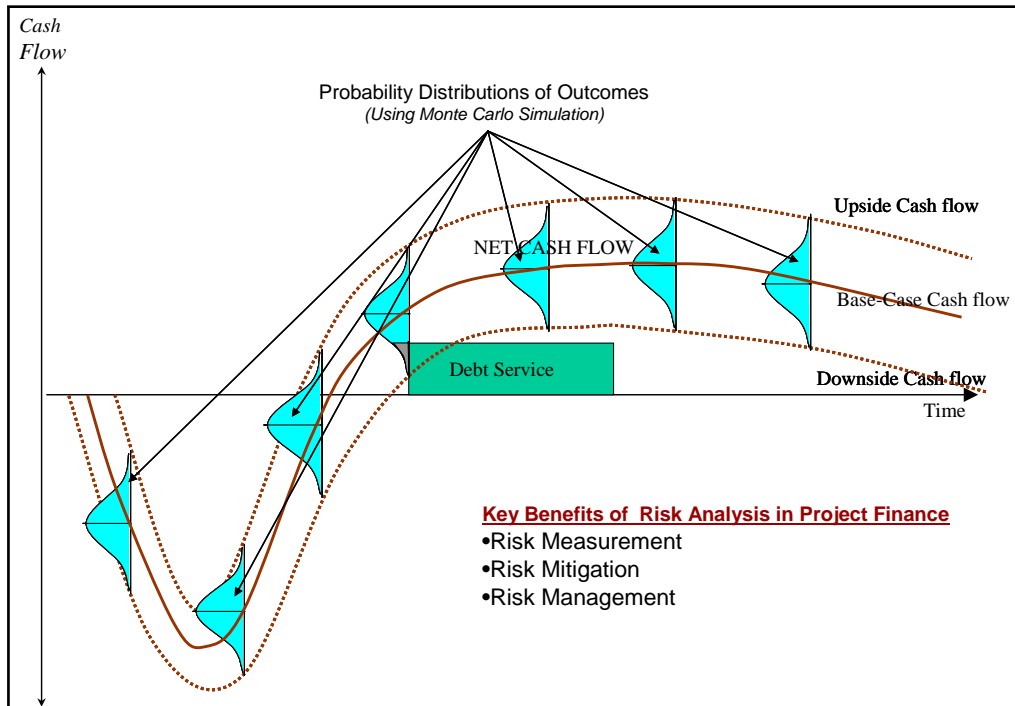 Cash
Flow
Probability Distributions of Outcomes
(Using Monte Carlo Simulation)
Upside Cash flow
NET CASH FLOW
Base-Case Cash flow
Debt Service
Downside Cash flow
Time
Key Benefits of Risk Analysis in Project Finance
•Risk Measurement
•Risk Mitigation
•Risk Management